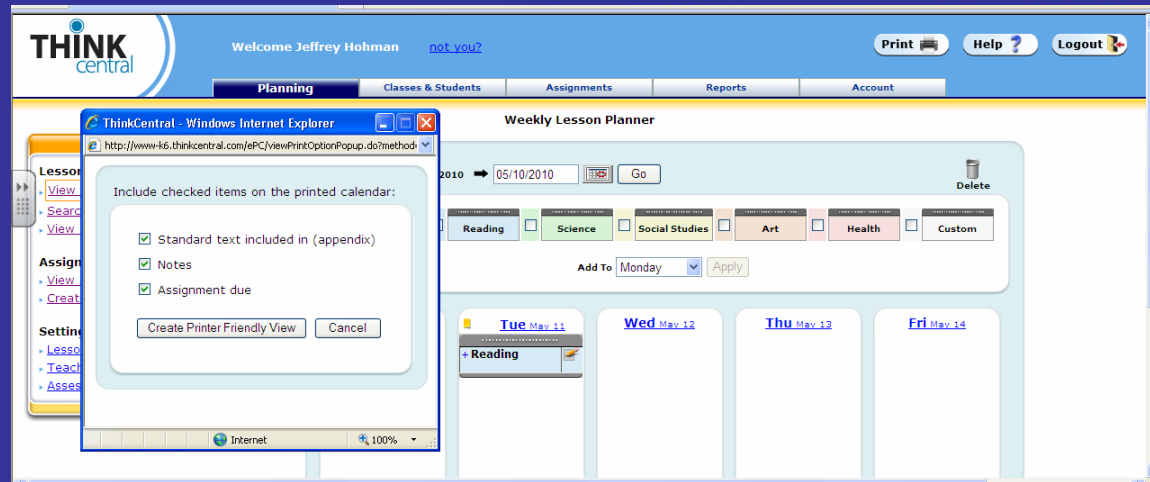 THINK
central
Welcome Jeffrey Hohman not you?
Print Help ? Logout
Planning Classes & Students Assignments Reports Account
Weekly Lesson Planner
ThinkCentral - Windows Internet Explorer
http://www-k6.thinkcentral.com/ePC/viewPrintOptionPopup.do?method
Include checked items on the printed calendar:
Standard text included in (appendix)
Notes
Assignment due
Create Printer Friendly View Cancel
Internet 100%
Lesson
View
Searc
View
Assign
View
Creat
Settin
Lesso
Teach
Asses
2010 05/10/2010 Go
Delete
Reading Science Social Studies Art Health Custom
Add To Monday Apply
Tue May 11 Wed May 12 Thu May 13 Fri May 14
+ Reading